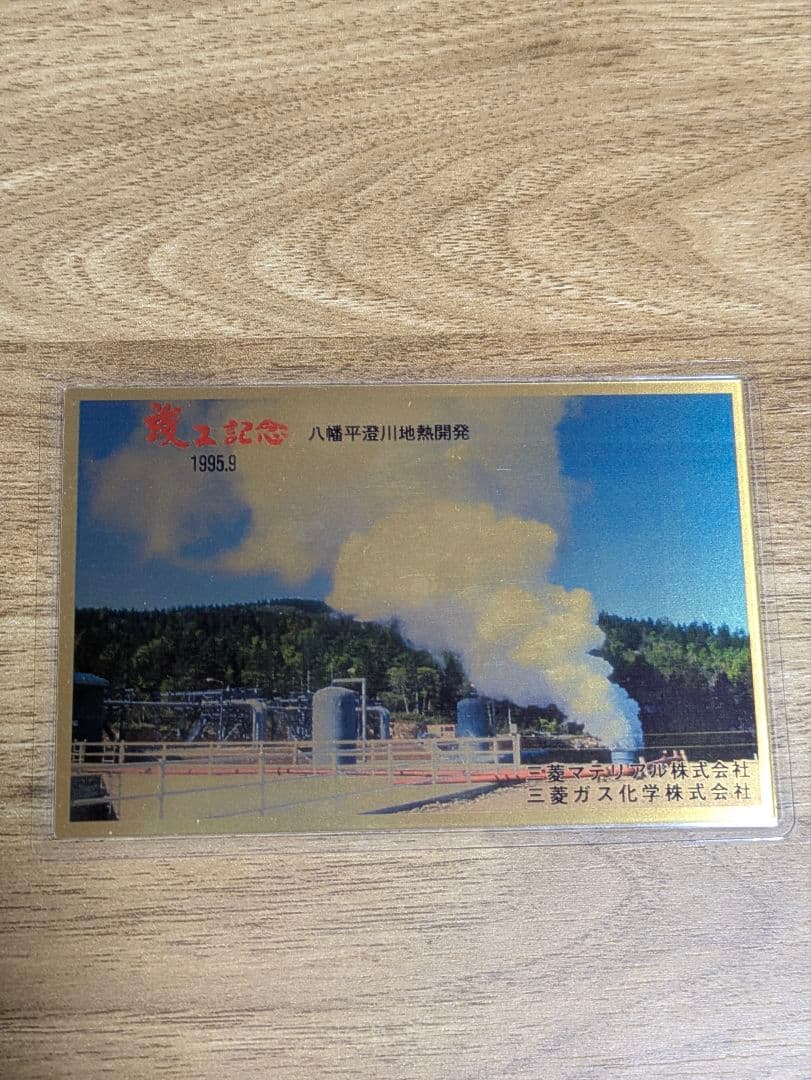 竣工記念 八幡平澄川地熱開発
1995.9
三菱マテリアル株式会社
三菱ガス化学株式会社